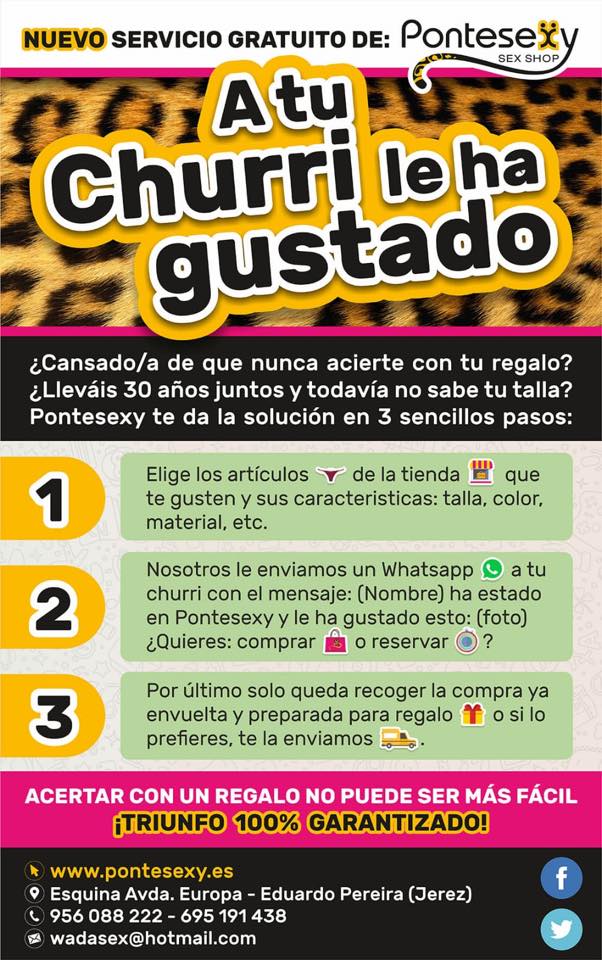 NUEVO SERVICIO GRATUITO DE: Pontesexy
SEX SHOP
A tu
Churri le ha
gustado
¿Cansado/a de que nunca acierte con tu regalo?
¿Lleváis 30 años juntos y todavía no sabe tu talla?
Pontesexy te da la solución en 3 sencillos pasos:
1
Elige los artículos de la tienda que
te gusten y sus caracteristicas: talla, color,
material, etc.
2
Nosotros le enviamos un Whatsapp a tu
churri con el mensaje: (Nombre) ha estado
en Pontesexy y le ha gustado esto: (foto)
¿Quieres: comprar o reservar ?
3
Por último solo queda recoger la compra ya
envuelta y preparada para regalo o si lo
prefieres, te la enviamos .
ACERTAR CON UN REGALO NO PUEDE SER MÁS FÁCIL
¡TRIUNFO 100% GARANTIZADO!
www.pontesexy.es
Esquina Avda. Europa - Eduardo Pereira (Jerez)
956 088 222 - 695 191 438
wadasex@hotmail.com